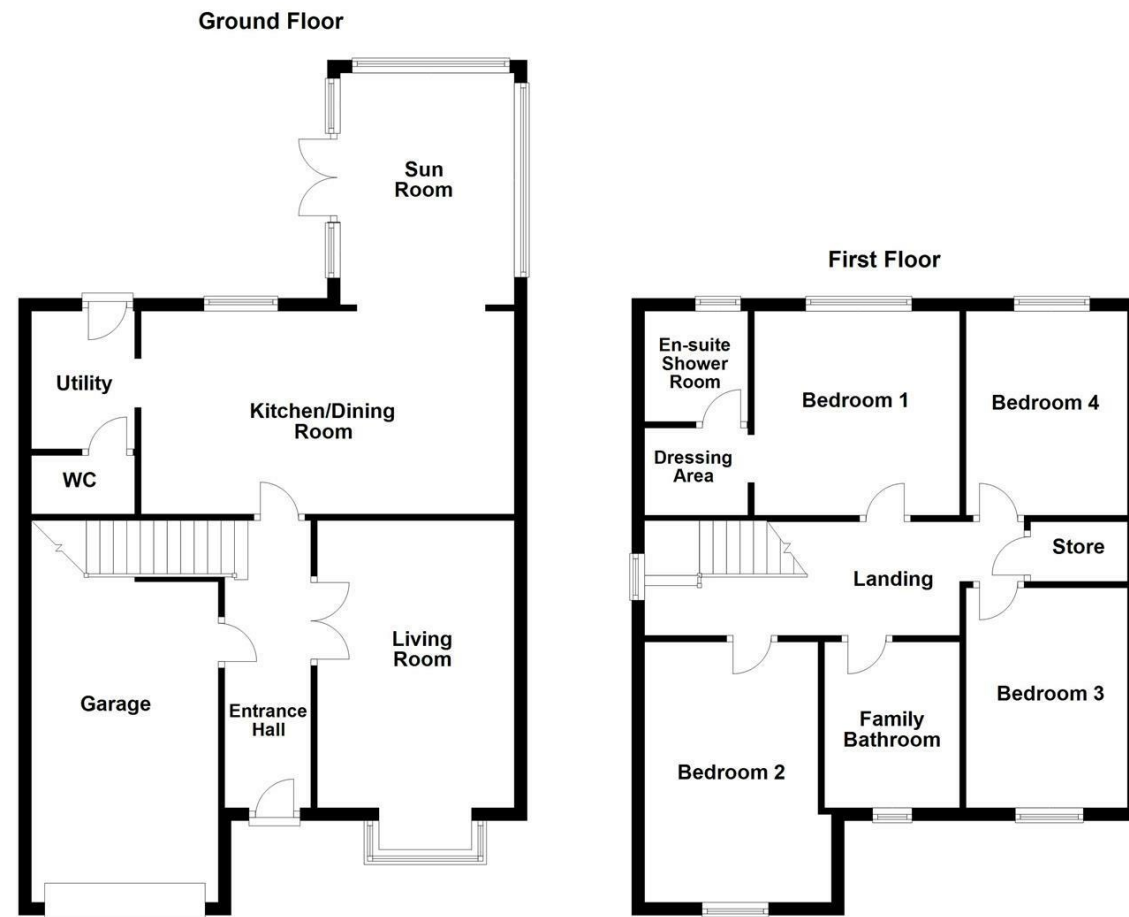 Ground Floor
Sun
Room
Utility
Kitchen/Dining
Room
WC
Living
Room
Garage
Entrance
Hall
First Floor
En-suite
Shower
Room
Bedroom 1
Bedroom 4
Dressing
Area
Store
Landing
Bedroom 3
Family
Bathroom
Bedroom 2